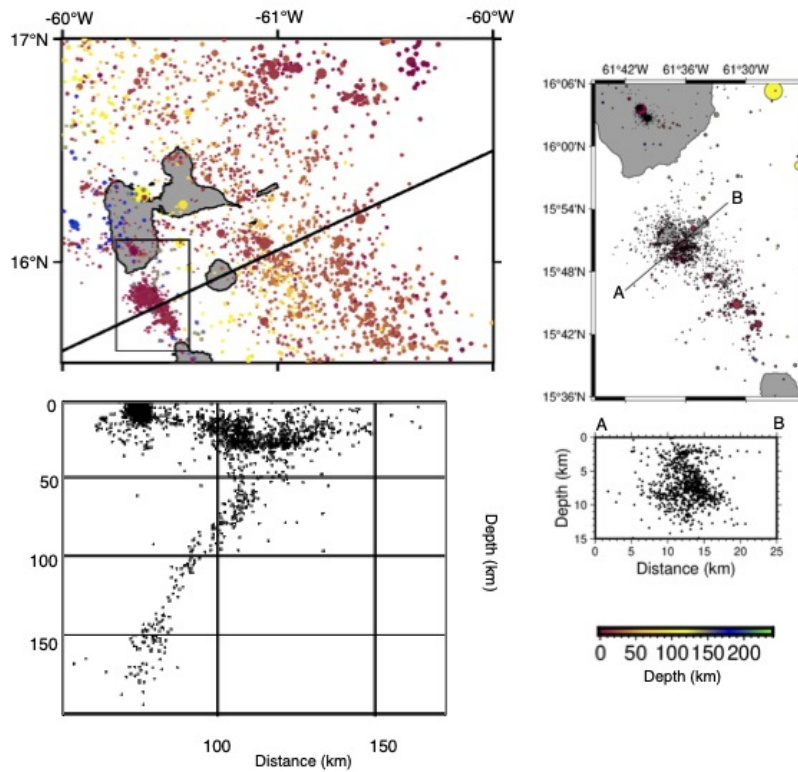 -60°W
-61°W
-60°W
17°N
16°N
61°42'W
61°36'W
61°30'W
16°06'N
16°00'N
15°54'N
15°48'N
15°42'N
15°36'N
B
A
0
50
100
150
Depth (km)
100
150
Distance (km)
A
B
0
5
10
15
Depth (km)
0
5
10
15
20
25
Distance (km)
0
50
100
150
200
Depth (km)